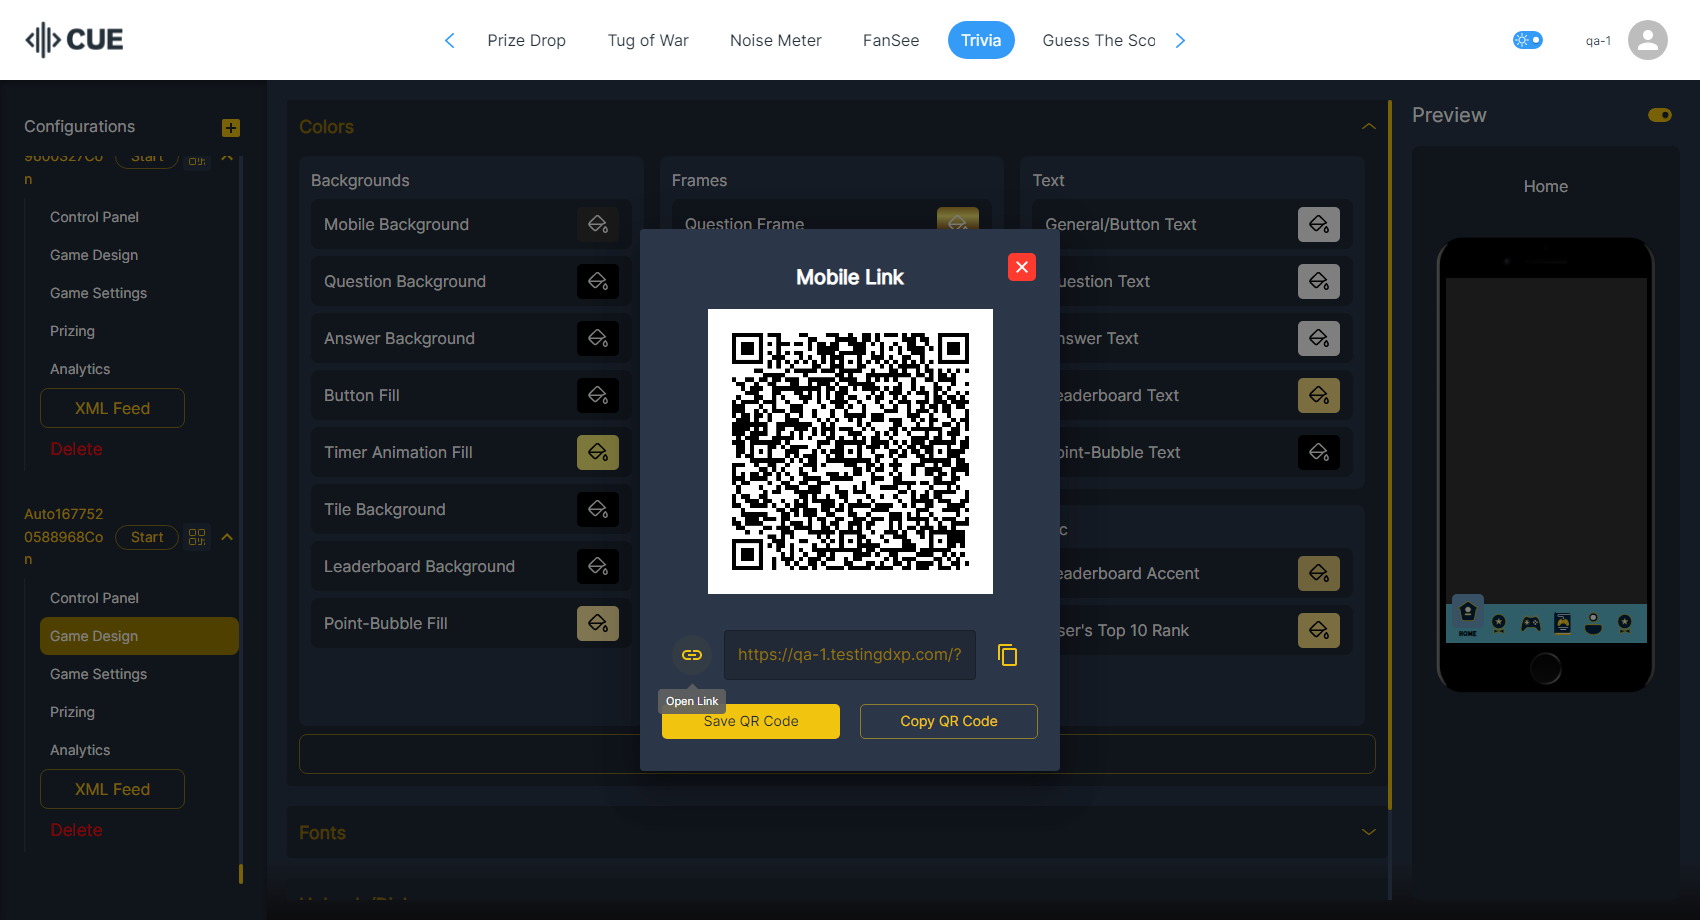 CUE
Prize Drop
Tug of War
Noise Meter
FanSee
Trivia
Guess The Sco
qa-1
Configurations
9600327Co
n
Start
Control Panel
Game Design
Game Settings
Prizing
Analytics
XML Feed
Delete
Auto167752
0588968Co
n
Start
Control Panel
Game Design
Game Settings
Prizing
Analytics
XML Feed
Delete
Colors
Backgrounds
Mobile Background
Question Background
Answer Background
Button Fill
Timer Animation Fill
Tile Background
Leaderboard Background
Point-Bubble Fill
Frames
Question Frame
Text
General/Button Text
uestion Text
nswer Text
eaderboard Text
oint-Bubble Text
c
eaderboard Accent
ser's Top 10 Rank
Fonts
Mobile Link
https://qa-1.testingdxp.com/?
Open Link
Save QR Code
Copy QR Code
Preview
Home
HOME